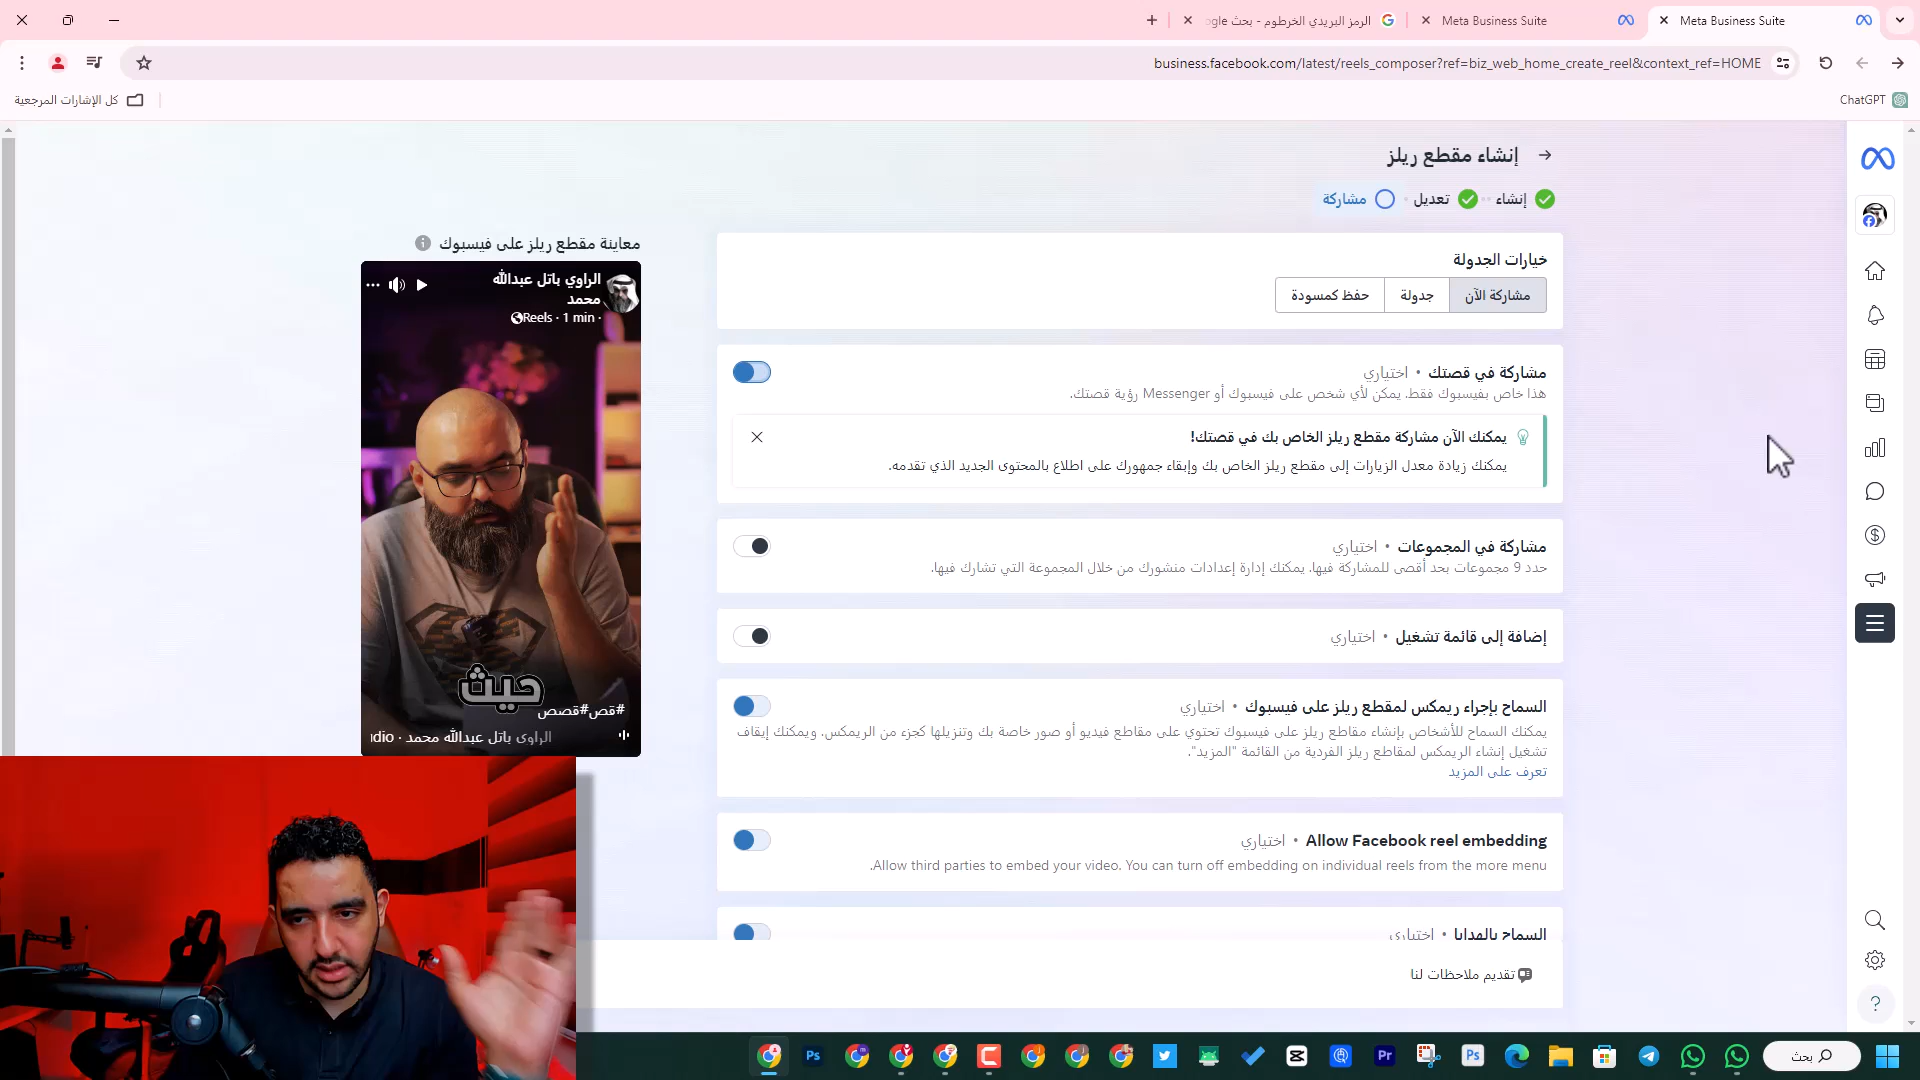 Meta Business Suite
Meta Business Suite
الرمز البريدي الخرطوم - بحث
business.facebook.com/latest/reels_composer?ref=biz_web_home_create_reel&context_ref=HOME
ChatGPT
كل الإشارات المرجعية
إنشاء مقطع ريلز
إنشاء
تعديل
مشاركة
خيارات الجدولة
مشاركة الآن
جدولة
حفظ كمسودة
مشاركة في قصتك • اختياري
هذا خاص بفيسبوك فقط. يمكن لأي شخص على فيسبوك أو Messenger رؤية قصتك.
يمكنك الآن مشاركة مقطع ريلز الخاص بك في قصتك!
يمكنك زيادة معدل الزيارات إلى مقطع ريلز الخاص بك وإبقاء جمهورك على اطلاع بالمحتوى الجديد الذي تقدمه.
مشاركة في المجموعات • اختياري
حدد 9 مجموعات بحد أقصى للمشاركة فيها. يمكنك إدارة إعدادات منشورك من خلال المجموعة التي تشارك فيها.
إضافة إلى قائمة تشغيل • اختياري
السماح بإجراء ريمكس لمقطع ريلز على فيسبوك • اختياري
يمكنك السماح للأشخاص بإنشاء مقاطع ريلز على فيسبوك تحتوي على مقاطع فيديو أو صور خاصة بك وتنزيلها كجزء من الريمكس. ويمكنك إيقاف
تشغيل إنشاء الريمكس لمقاطع ريلز الفردية من القائمة "المزيد".
تعرف على المزيد
Allow Facebook reel embedding • اختياري
Allow third parties to embed your video. You can turn off embedding on individual reels from the more menu.
السماح بالهدايا • اختياري
تقديم ملاحظات لنا
معاينة مقطع ريلز على فيسبوك
الراوي باتل عبدالله
محمد
Reels · 1 min ·
حيث
#قص#قصص
الراوي باتل عبدالله محمد ·
Ps
Pr
Ps
بحث